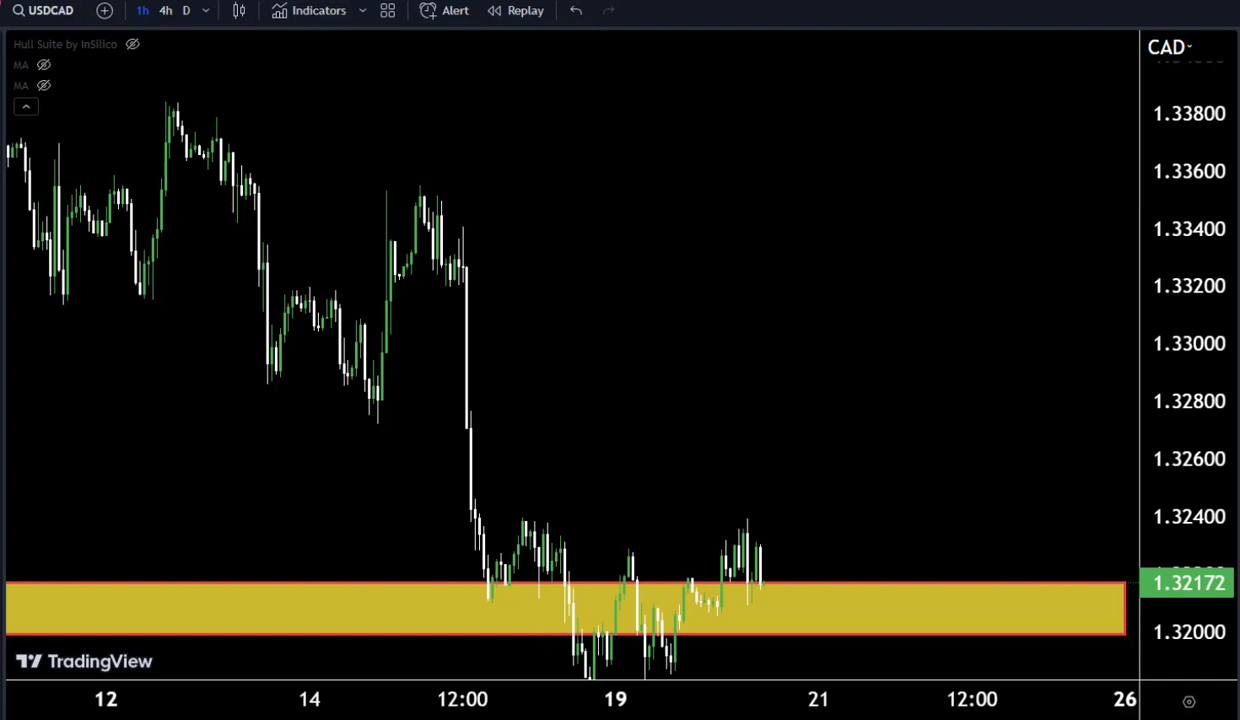 USDCAD 1h 4h D Indicators Alert Replay
Hull Suite by InSilico
MA
MA
CAD
1.33800
1.33600
1.33400
1.33200
1.33000
1.32800
1.32600
1.32400
1.32172
1.32000
TradingView
12 14 12:00 19 21 12:00 26